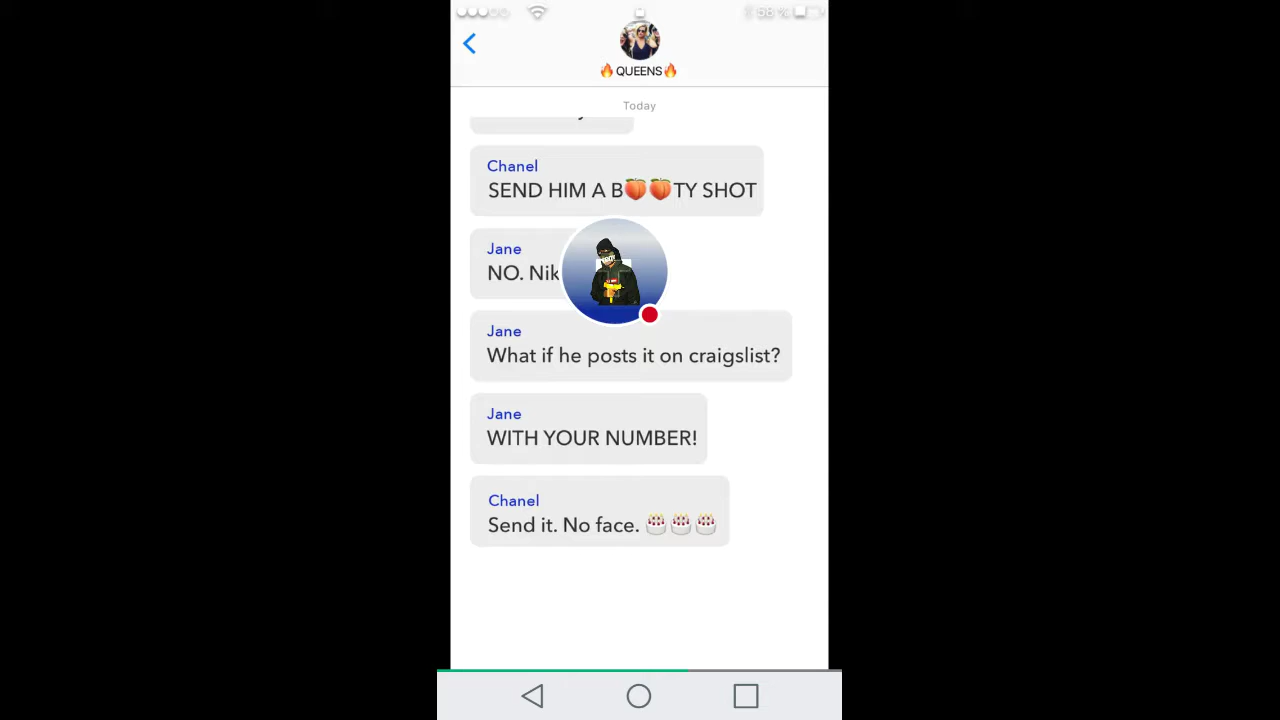 58 %
🔥QUEENS🔥
Today
Chanel
SEND HIM A B🍑🍑TY SHOT
Jane
NO. Nik
Jane
What if he posts it on craigslist?
Jane
WITH YOUR NUMBER!
Chanel
Send it. No face. 🎂🎂🎂